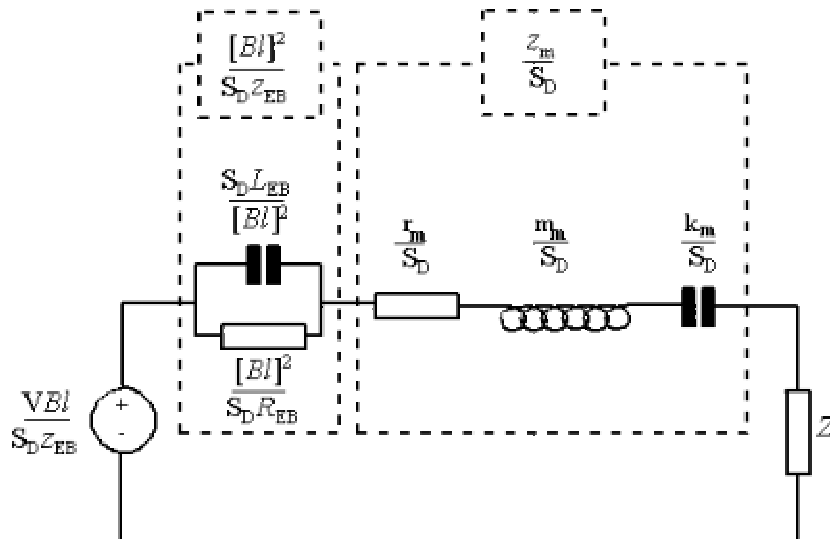 [Bl]²
S_D z_EB
z_m
S_D
S_D L_EB
[Bl]²
r_m
S_D
m_m
S_D
k_m
S_D
[Bl]²
S_D R_EB
VBl
S_D z_EB
+
-
Z